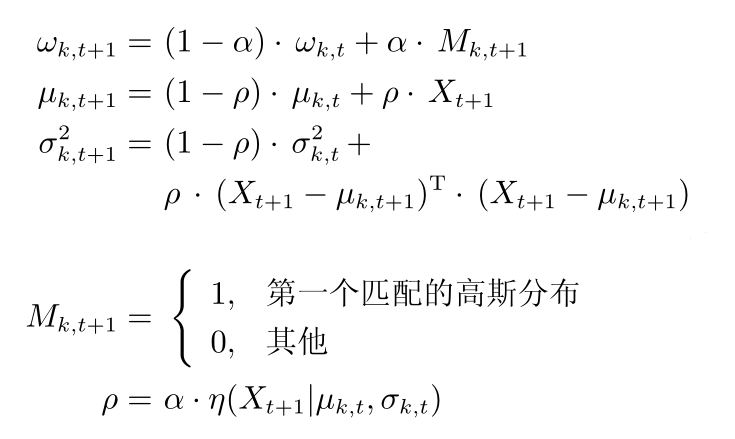 ω_{k,t+1} = (1 − α) · ω_{k,t} + α · M_{k,t+1}
μ_{k,t+1} = (1 − ρ) · μ_{k,t} + ρ · X_{t+1}
σ²_{k,t+1} = (1 − ρ) · σ²_{k,t} +
ρ · (X_{t+1} − μ_{k,t+1})^T · (X_{t+1} − μ_{k,t+1})
M_{k,t+1} = {
1, 第一个匹配的高斯分布
0, 其他
ρ = α · η(X_{t+1}|μ_{k,t}, σ_{k,t})